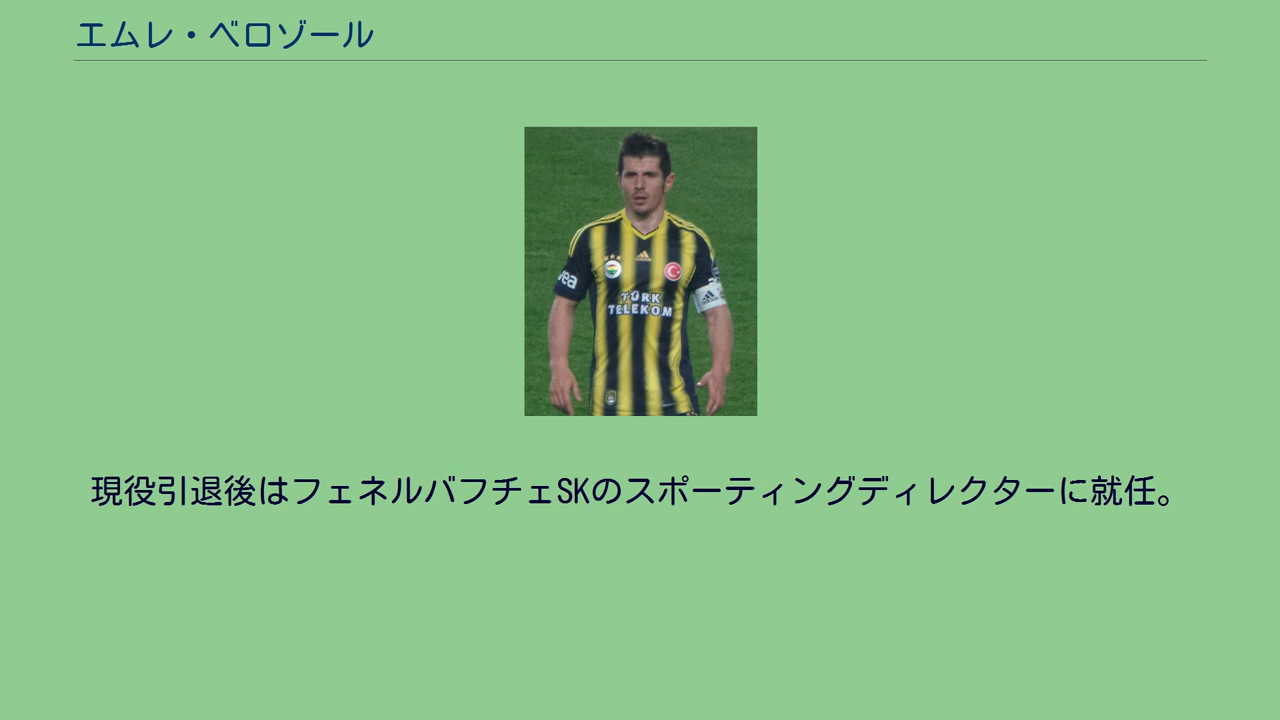 エムレ・ベロゾール
vea
adidas
TÜRK
TELEKOM
現役引退後はフェネルバフチェSKのスポーティングディレクターに就任。